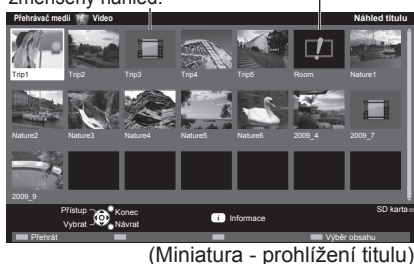 Zmenšený náhled.
Přehrávač medií Video Náhled titulu
Trip1 Trip2 Trip3 Trip4 Trip5 Room Nature1
Nature2 Nature3 Nature4 Nature5 Nature6 2009_4 2009_7
2009_9
Přístup Konec
Vybrat Návrat
i Informace
SD karta
Přehrát Výběr obsahu
(Miniatura - prohlížení titulu)